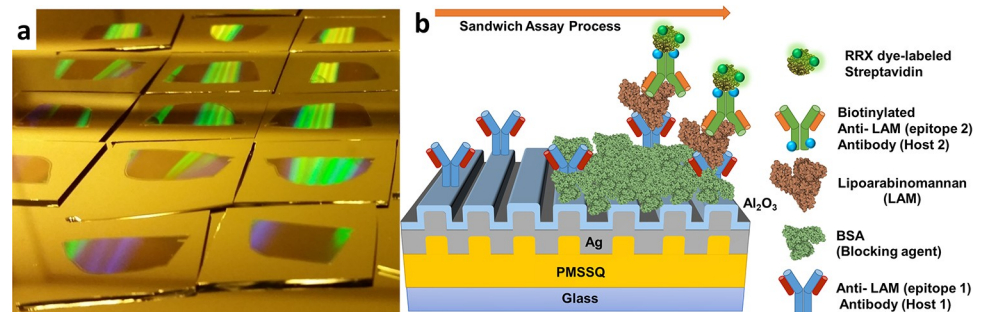 a
b
Sandwich Assay Process
Al₂O₃
Ag
PMSSQ
Glass
RRX dye-labeled
Streptavidin
Biotinylated
Anti- LAM (epitope 2)
Antibody (Host 2)
Lipoarabinomannan
(LAM)
BSA
(Blocking agent)
Anti- LAM (epitope 1)
Antibody (Host 1)